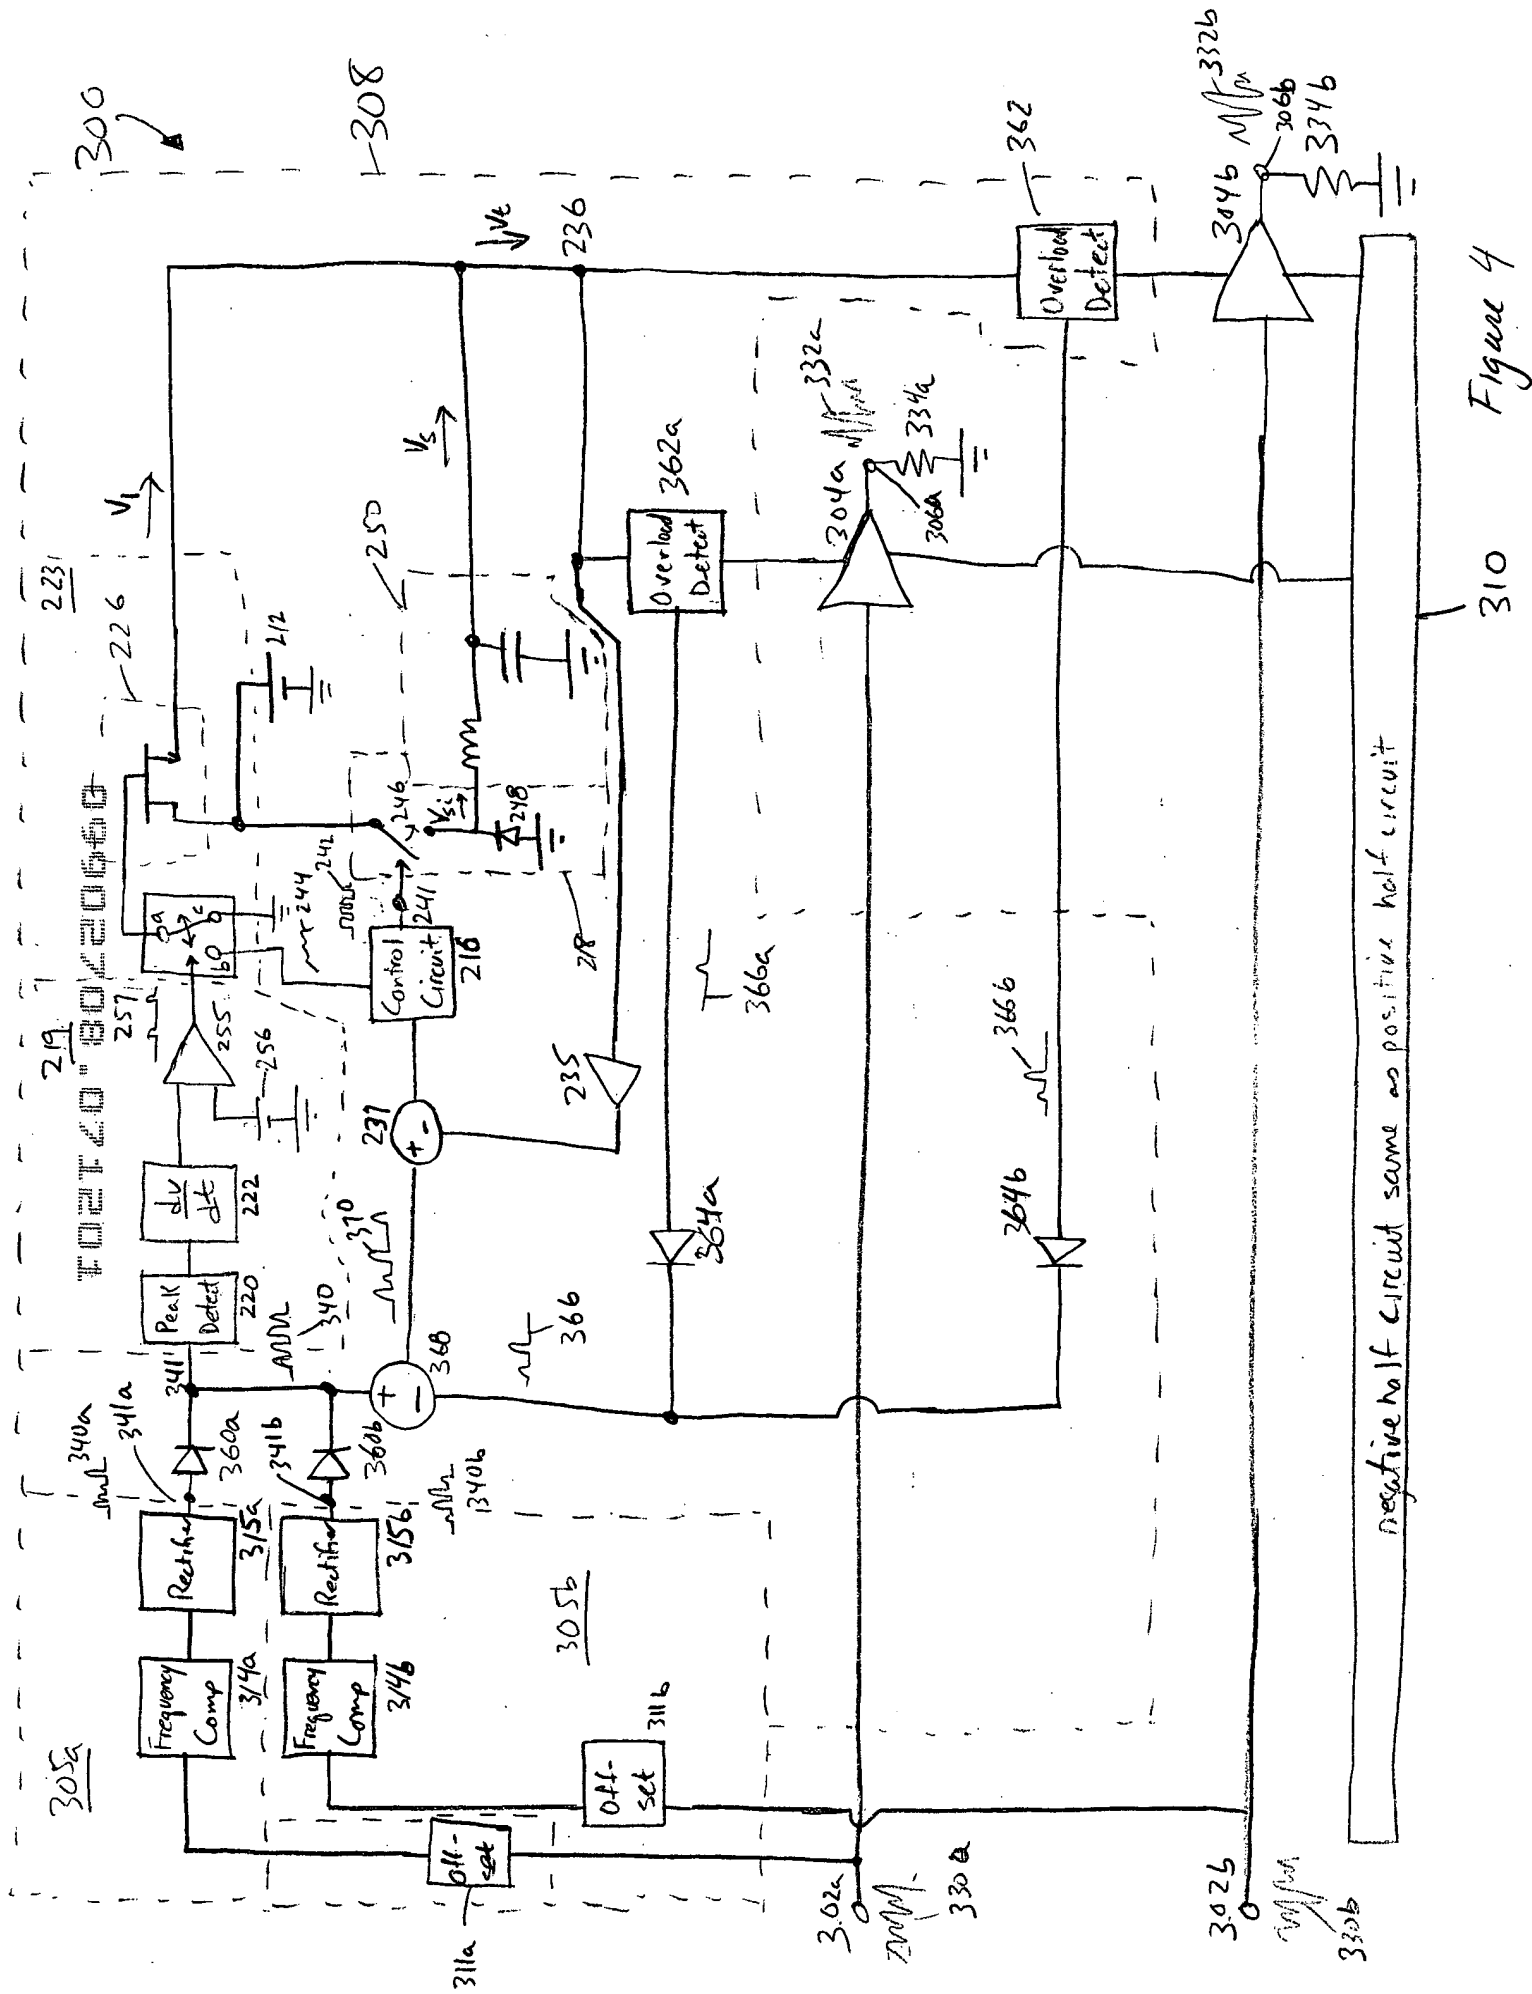 300
308
223
226
V1
Vt
236
Vs
250
212
219
257
T02T20.80220660
255
256
a
b
c
244
242
241
246
Vsi
248
218
Control
Circuit
216
dv
dt
222
Peak
Detect
220
341
340
340a
341a
360a
341b
360b
340b
+
-
368
370
+
-
237
235
366
Rectifier
315a
Rectifier
315b
Frequency
Comp
314a
Frequency
Comp
314b
305a
305b
Off-
set
311a
Off-
set
311b
Overload
Detect
362a
Overload
Detect
362
364a
364b
366a
366b
304a
306a
332a
334a
304b
306b
332b
334b
302a
330a
302b
330b
negative half circuit same as positive half circuit
310
Figure 4